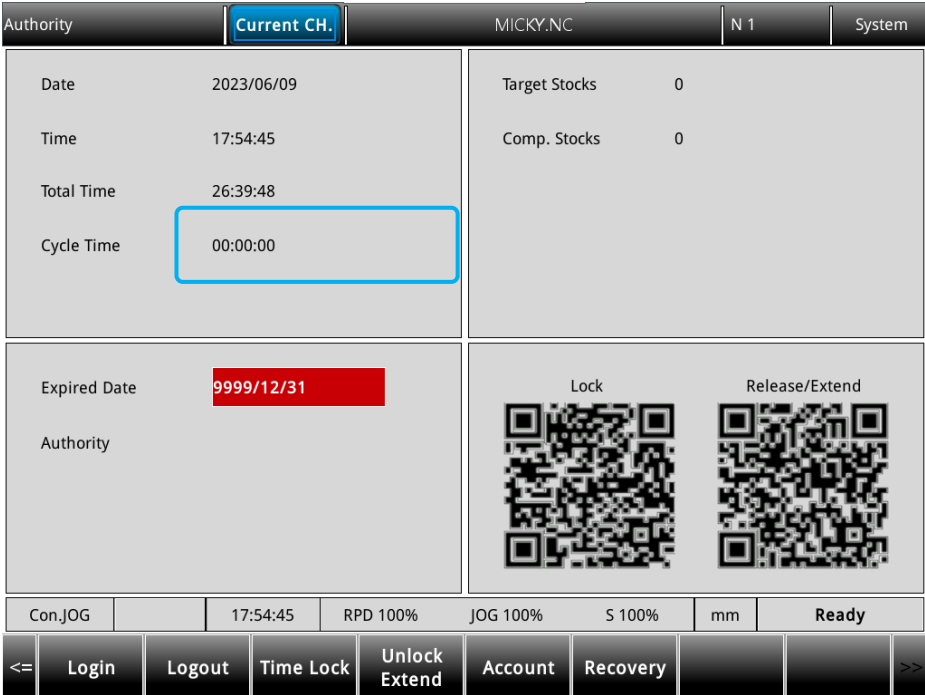 Authority Current CH. MICKY.NC N 1 System
Date 2023/06/09
Time 17:54:45
Total Time 26:39:48
Cycle Time 00:00:00
Target Stocks 0
Comp. Stocks 0
Expired Date 9999/12/31
Authority
Lock Release/Extend
Con.JOG 17:54:45 RPD 100% JOG 100% S 100% mm Ready
<= Login Logout Time Lock Unlock Extend Account Recovery >>